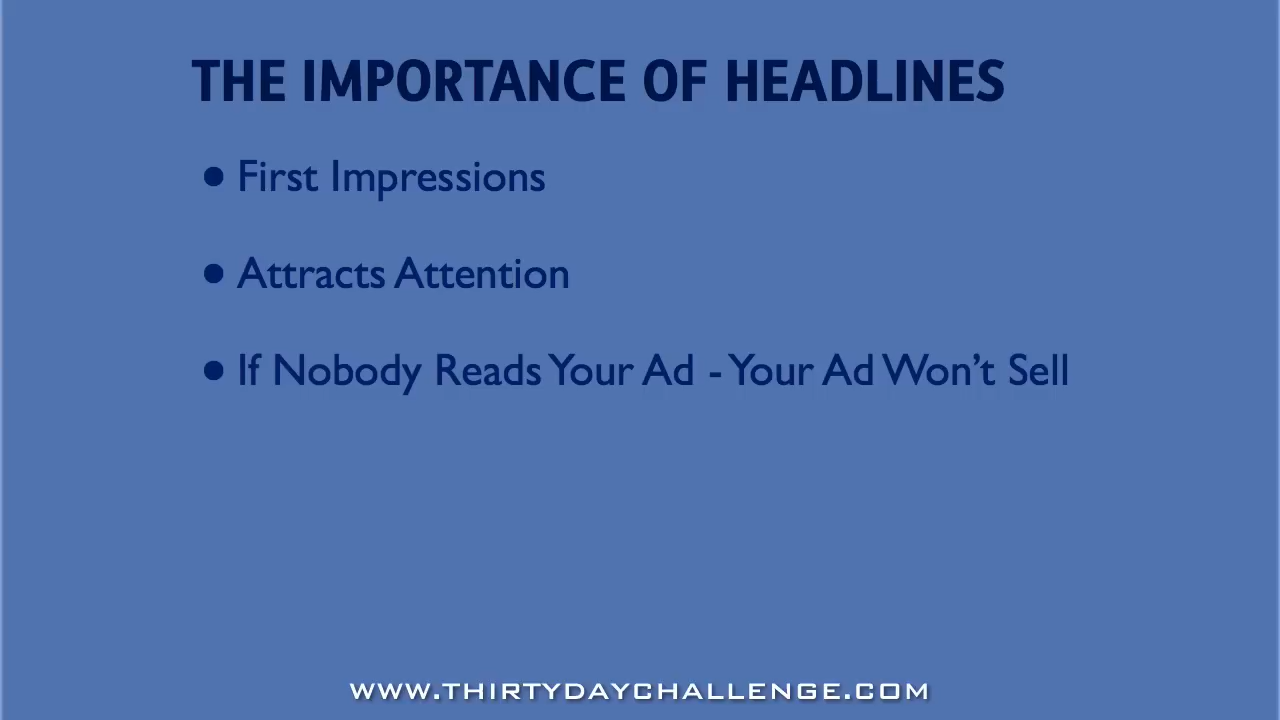 THE IMPORTANCE OF HEADLINES
• First Impressions
• Attracts Attention
• If Nobody Reads Your Ad - Your Ad Won’t Sell
WWW.THIRTYDAYCHALLENGE.COM